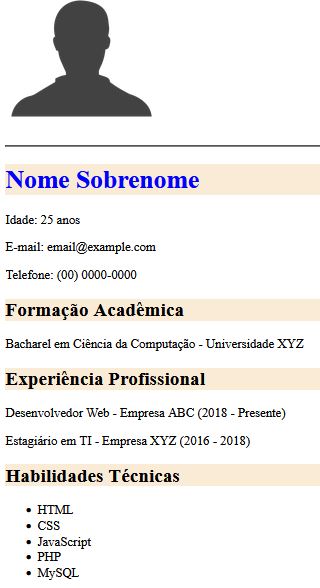 Nome Sobrenome
Idade: 25 anos
E-mail: email@example.com
Telefone: (00) 0000-0000
Formação Acadêmica
Bacharel em Ciência da Computação - Universidade XYZ
Experiência Profissional
Desenvolvedor Web - Empresa ABC (2018 - Presente)
Estagiário em TI - Empresa XYZ (2016 - 2018)
Habilidades Técnicas
• HTML
• CSS
• JavaScript
• PHP
• MySQL